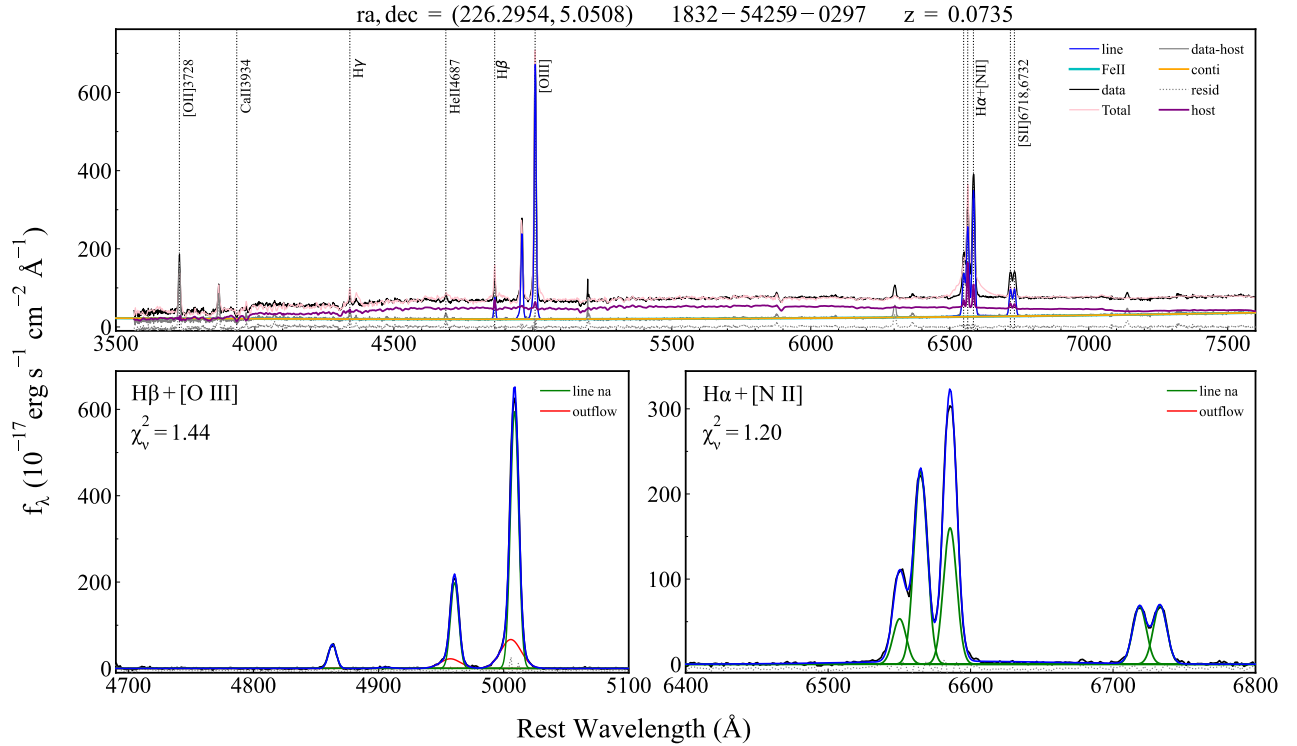 ra, dec = (226.2954, 5.0508) 1832−54259−0297 z = 0.0735
[OII]3728
CaII3934
Hγ
HeII4687
Hβ
[OIII]
Hα+[NII]
[SII]6718,6732
line
FeII
data
Total
data-host
conti
resid
host
600
400
200
0
3500 4000 4500 5000 5500 6000 6500 7000 7500
Hβ+[O III]
χ²ν = 1.44
line na
outflow
600
400
200
0
4700 4800 4900 5000 5100
Hα+[N II]
χ²ν = 1.20
line na
outflow
300
200
100
0
6400 6500 6600 6700 6800
fλ (10⁻¹⁷ erg s⁻¹ cm⁻² Å⁻¹)
Rest Wavelength (Å)